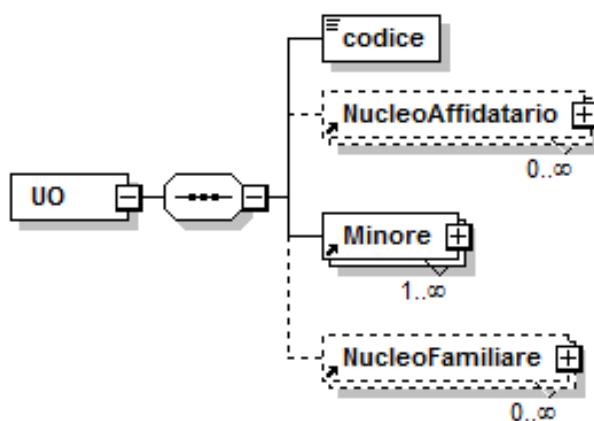 codice
NucleoAffidatario
0..∞
UO
Minore
1..∞
NucleoFamiliare
0..∞